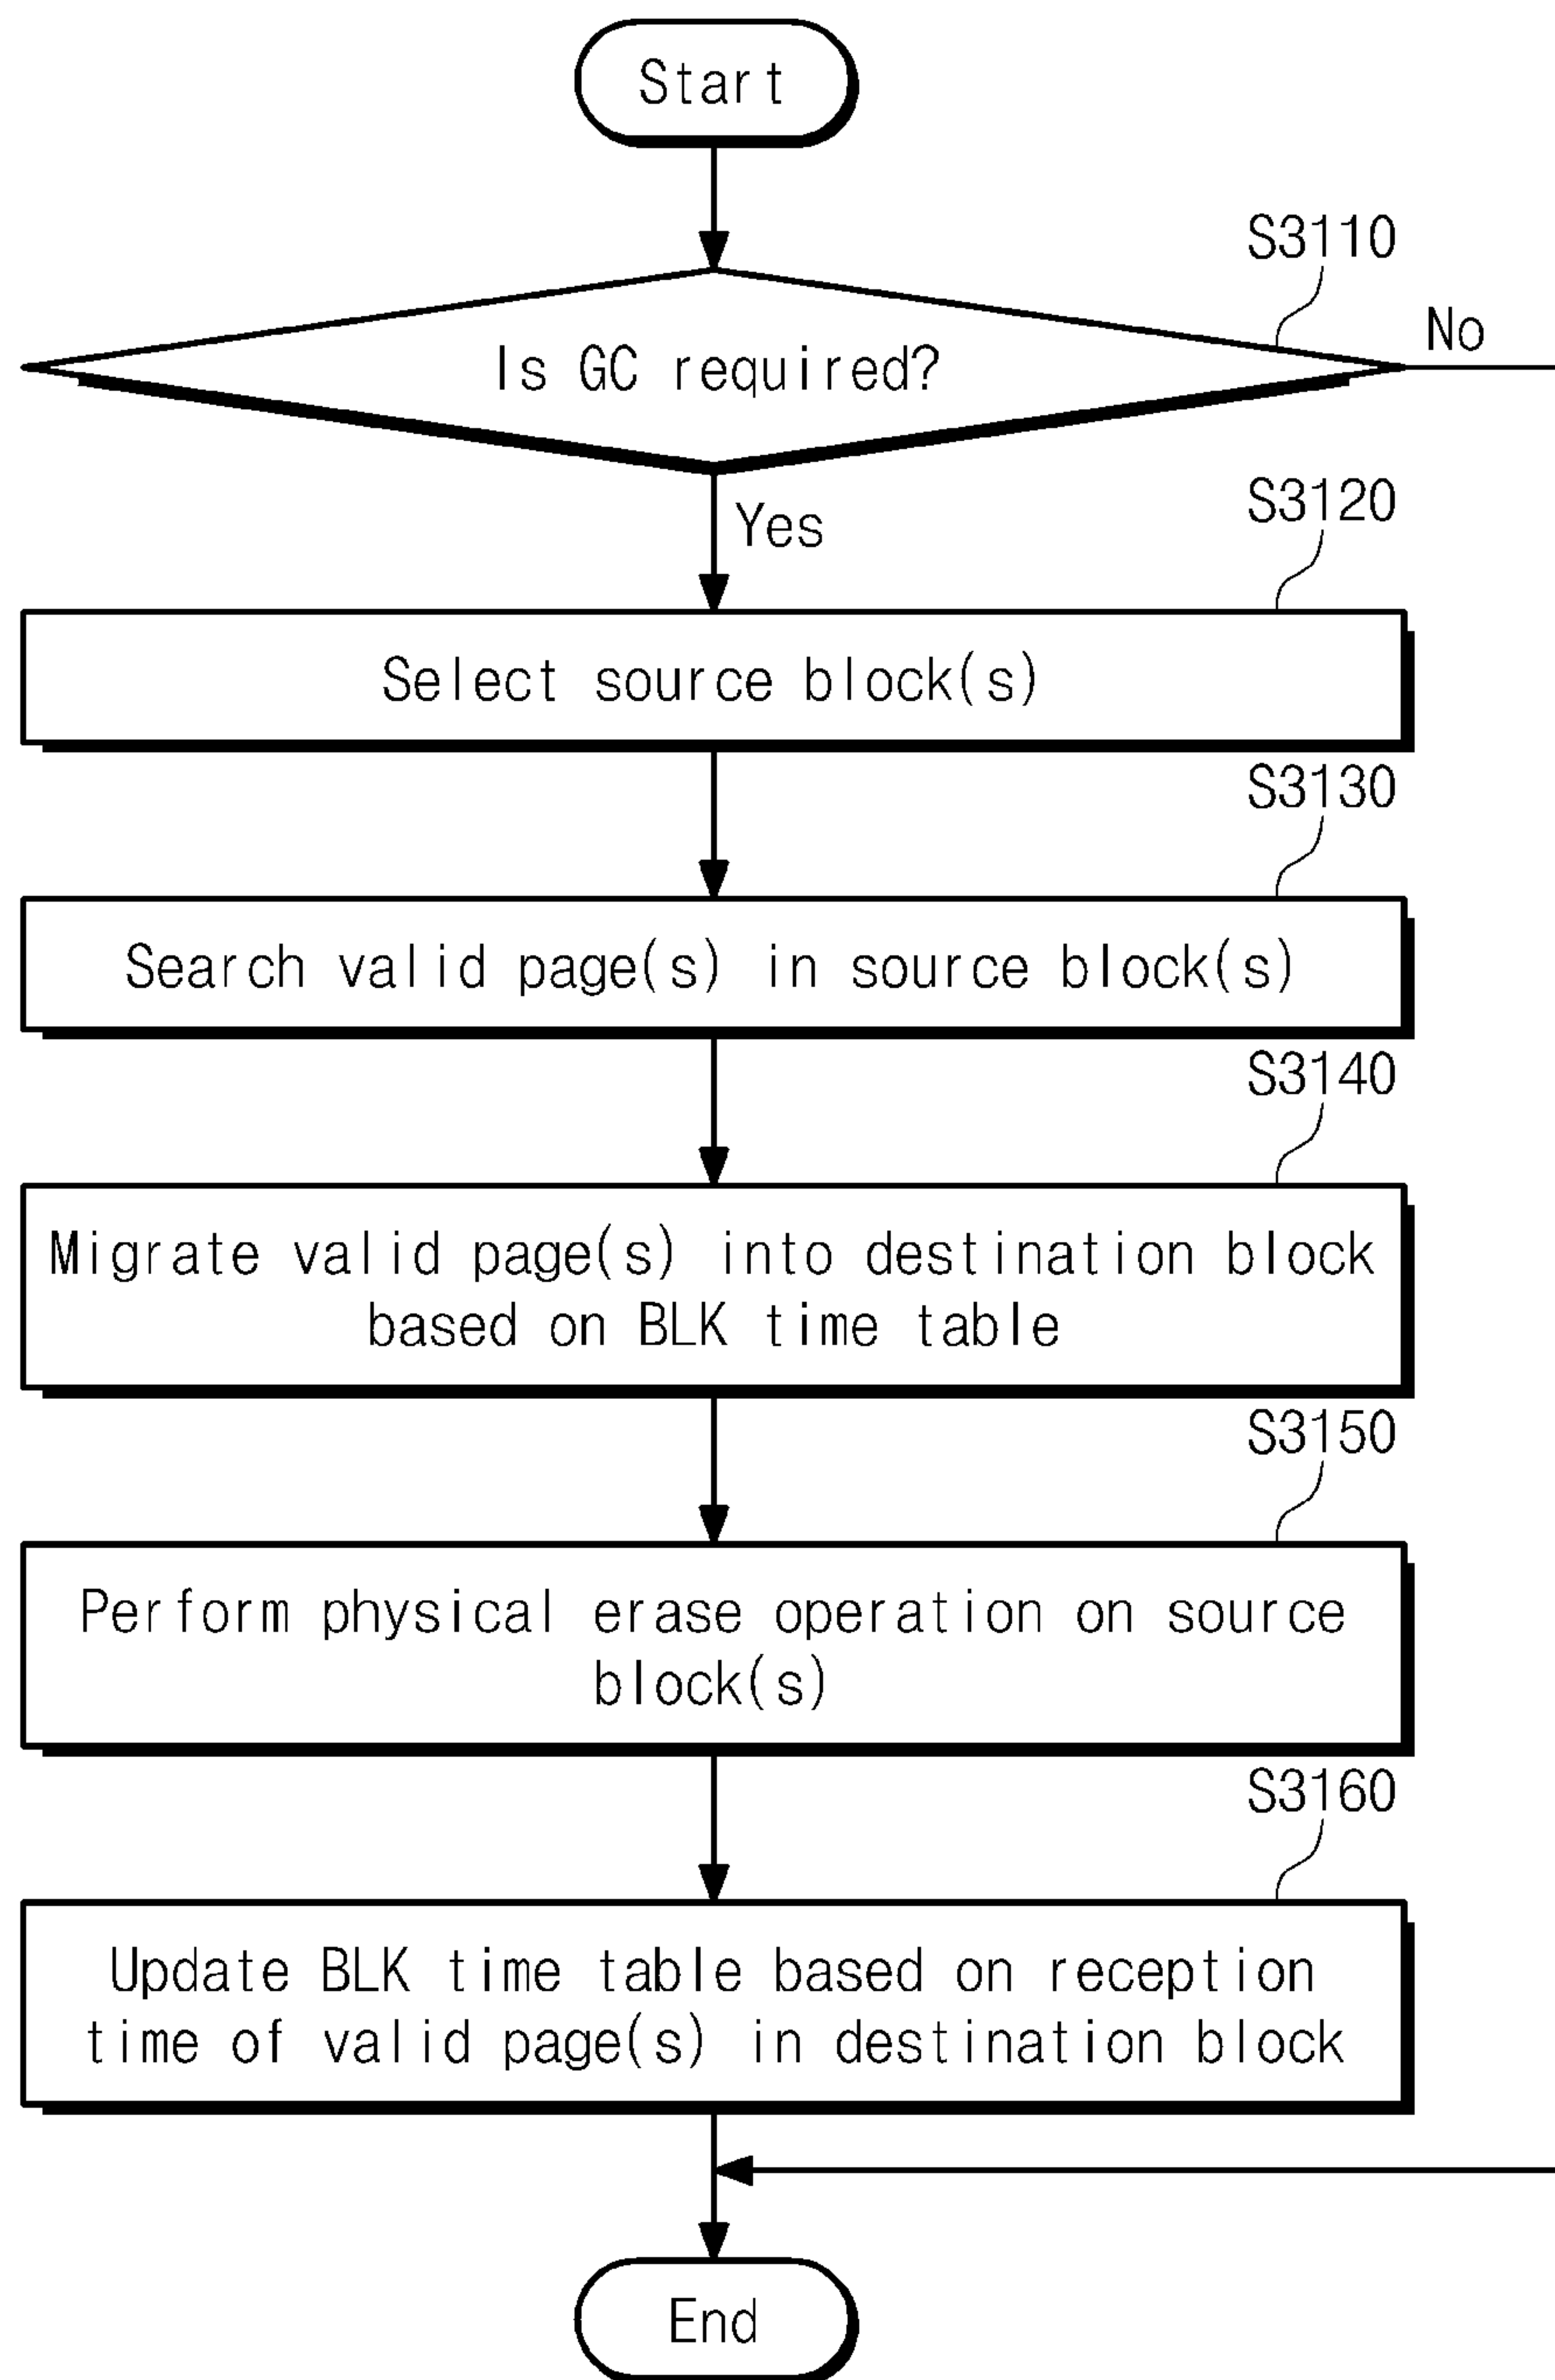 Start
S3110
Is GC required?
No
Yes
S3120
Select source block(s)
S3130
Search valid page(s) in source block(s)
S3140
Migrate valid page(s) into destination block
based on BLK time table
S3150
Perform physical erase operation on source
block(s)
S3160
Update BLK time table based on reception
time of valid page(s) in destination block
End